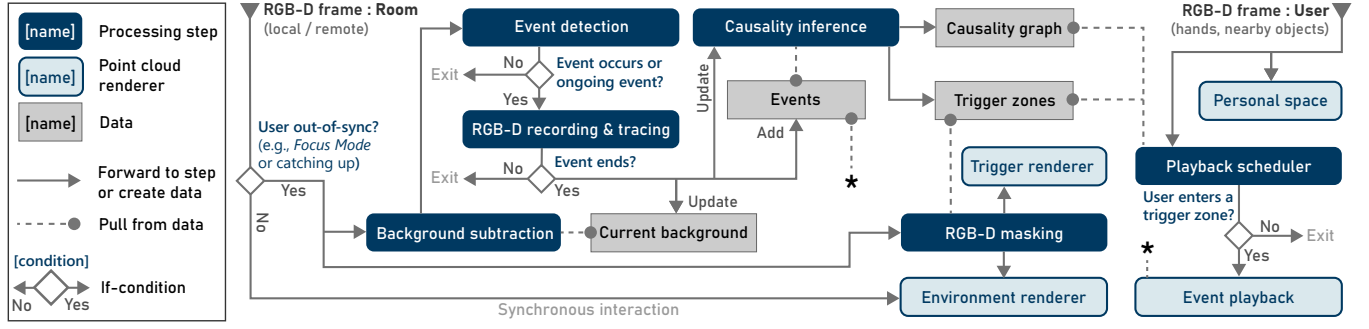 [name]
Processing step
[name]
Point cloud
renderer
[name]
Data
Forward to step
or create data
Pull from data
[condition]
If-condition
No
Yes
RGB-D frame : Room
(local / remote)
User out-of-sync?
(e.g., Focus Mode
or catching up)
Yes
No
Event detection
No
Exit
Event occurs or
ongoing event?
Yes
RGB-D recording & tracing
No
Exit
Event ends?
Yes
Background subtraction
Update
Current background
Causality inference
Update
Events
Add
*
Causality graph
Trigger zones
Trigger renderer
RGB-D masking
Environment renderer
Synchronous interaction
RGB-D frame : User
(hands, nearby objects)
Personal space
Playback scheduler
User enters a
trigger zone?
No
Exit
Yes
*
Event playback